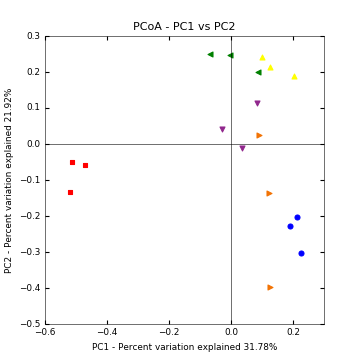 PCoA - PC1 vs PC2
0.3
0.2
0.1
0.0
−0.1
−0.2
−0.3
−0.4
−0.5
PC2 - Percent variation explained 21.92%
−0.6 −0.4 −0.2 0.0 0.2
PC1 - Percent variation explained 31.78%